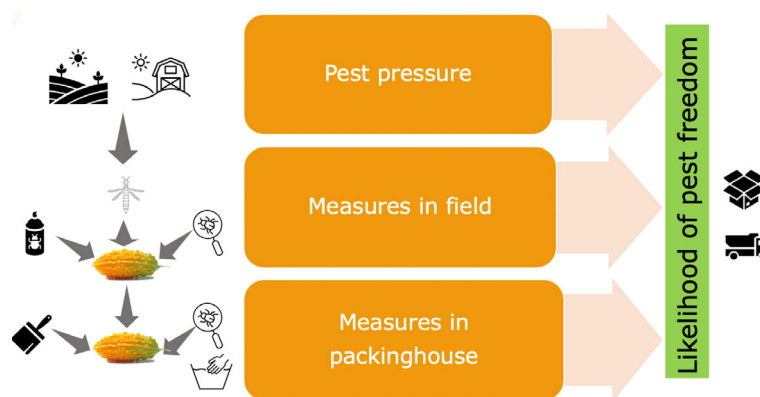 Pest pressure
Measures in field
Measures in
packinghouse
Likelihood of pest freedom